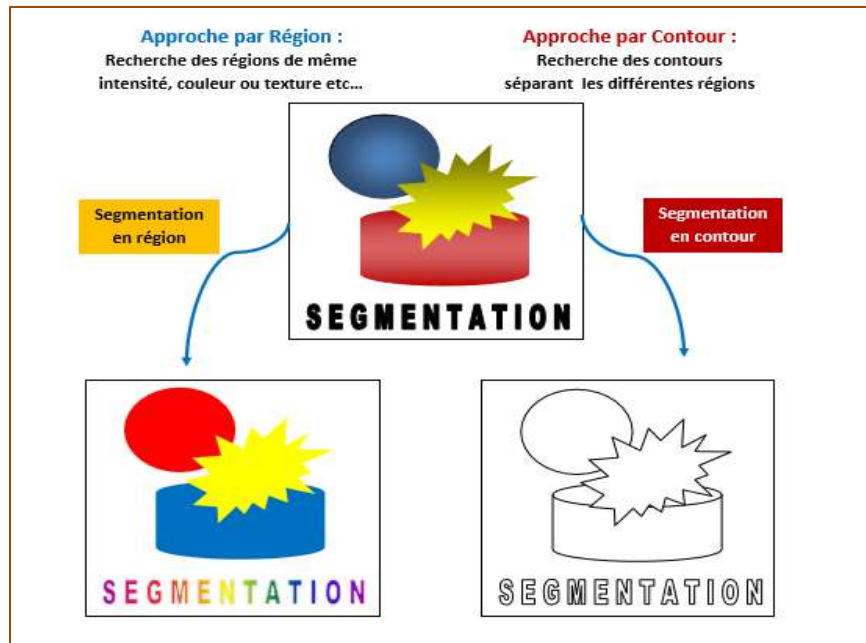 Approche par Région :
Recherche des régions de même
intensité, couleur ou texture etc...
Approche par Contour :
Recherche des contours
séparant les différentes régions
Segmentation
en région
Segmentation
en contour
SEGMENTATION
SEGMENTATION
SEGMENTATION